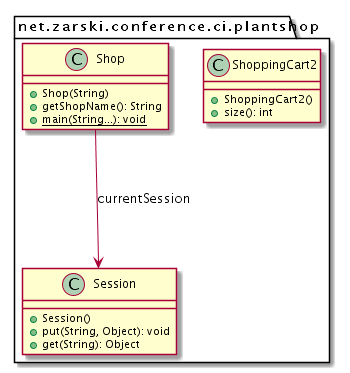 net.zarski.conference.ci.plantshop
C Shop
Shop(String)
getShopName(): String
main(String...): void
C ShoppingCart2
ShoppingCart2()
size(): int
currentSession
C Session
Session()
put(String, Object): void
get(String): Object